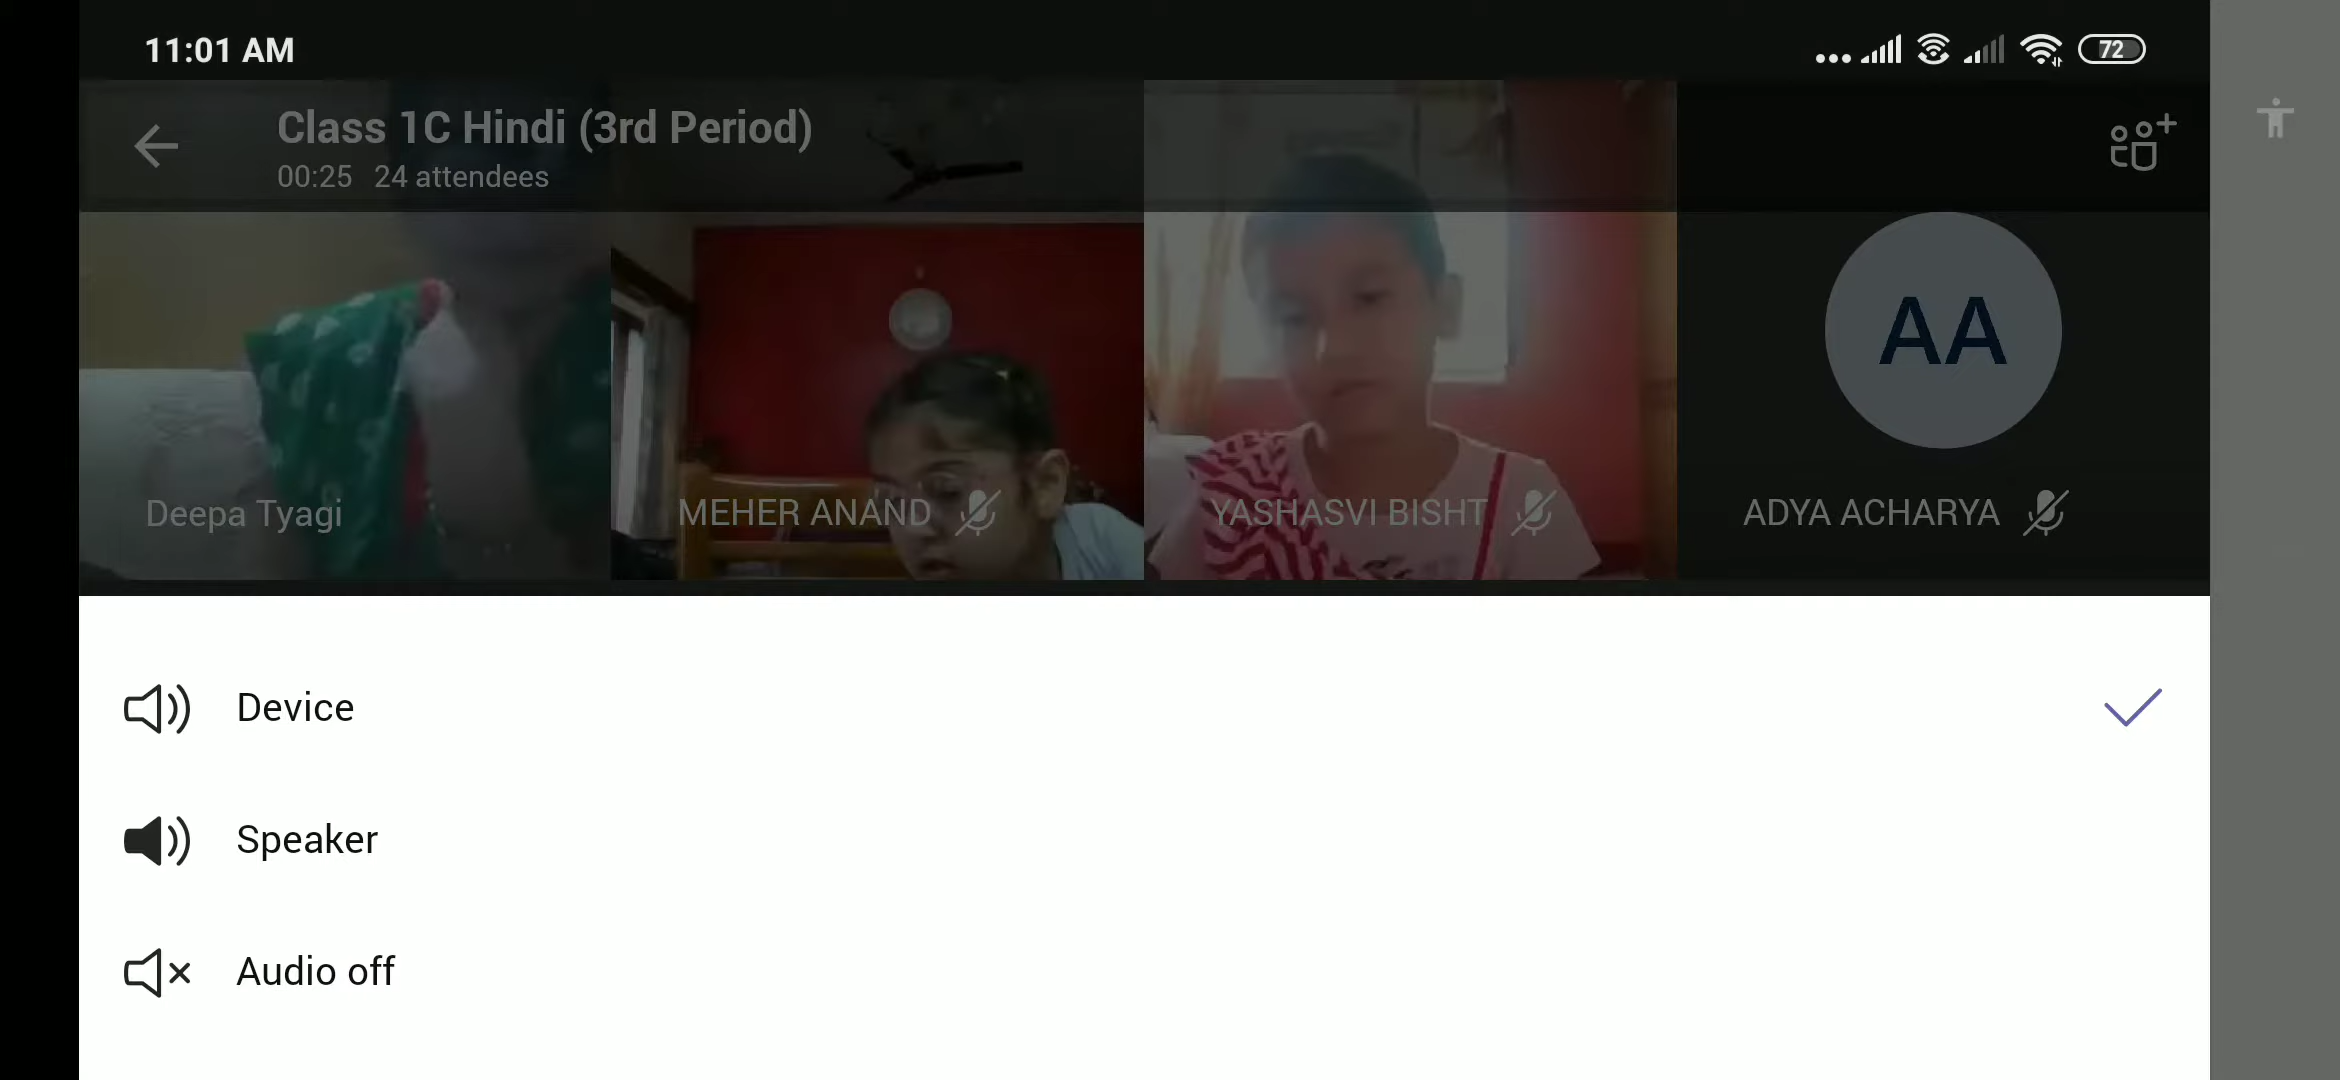 11:01 AM
72
Class 1C Hindi (3rd Period)
00:25 24 attendees
AA
Deepa Tyagi
MEHER ANAND
YASHASVI BISHT
ADYA ACHARYA
Device
Speaker
Audio off